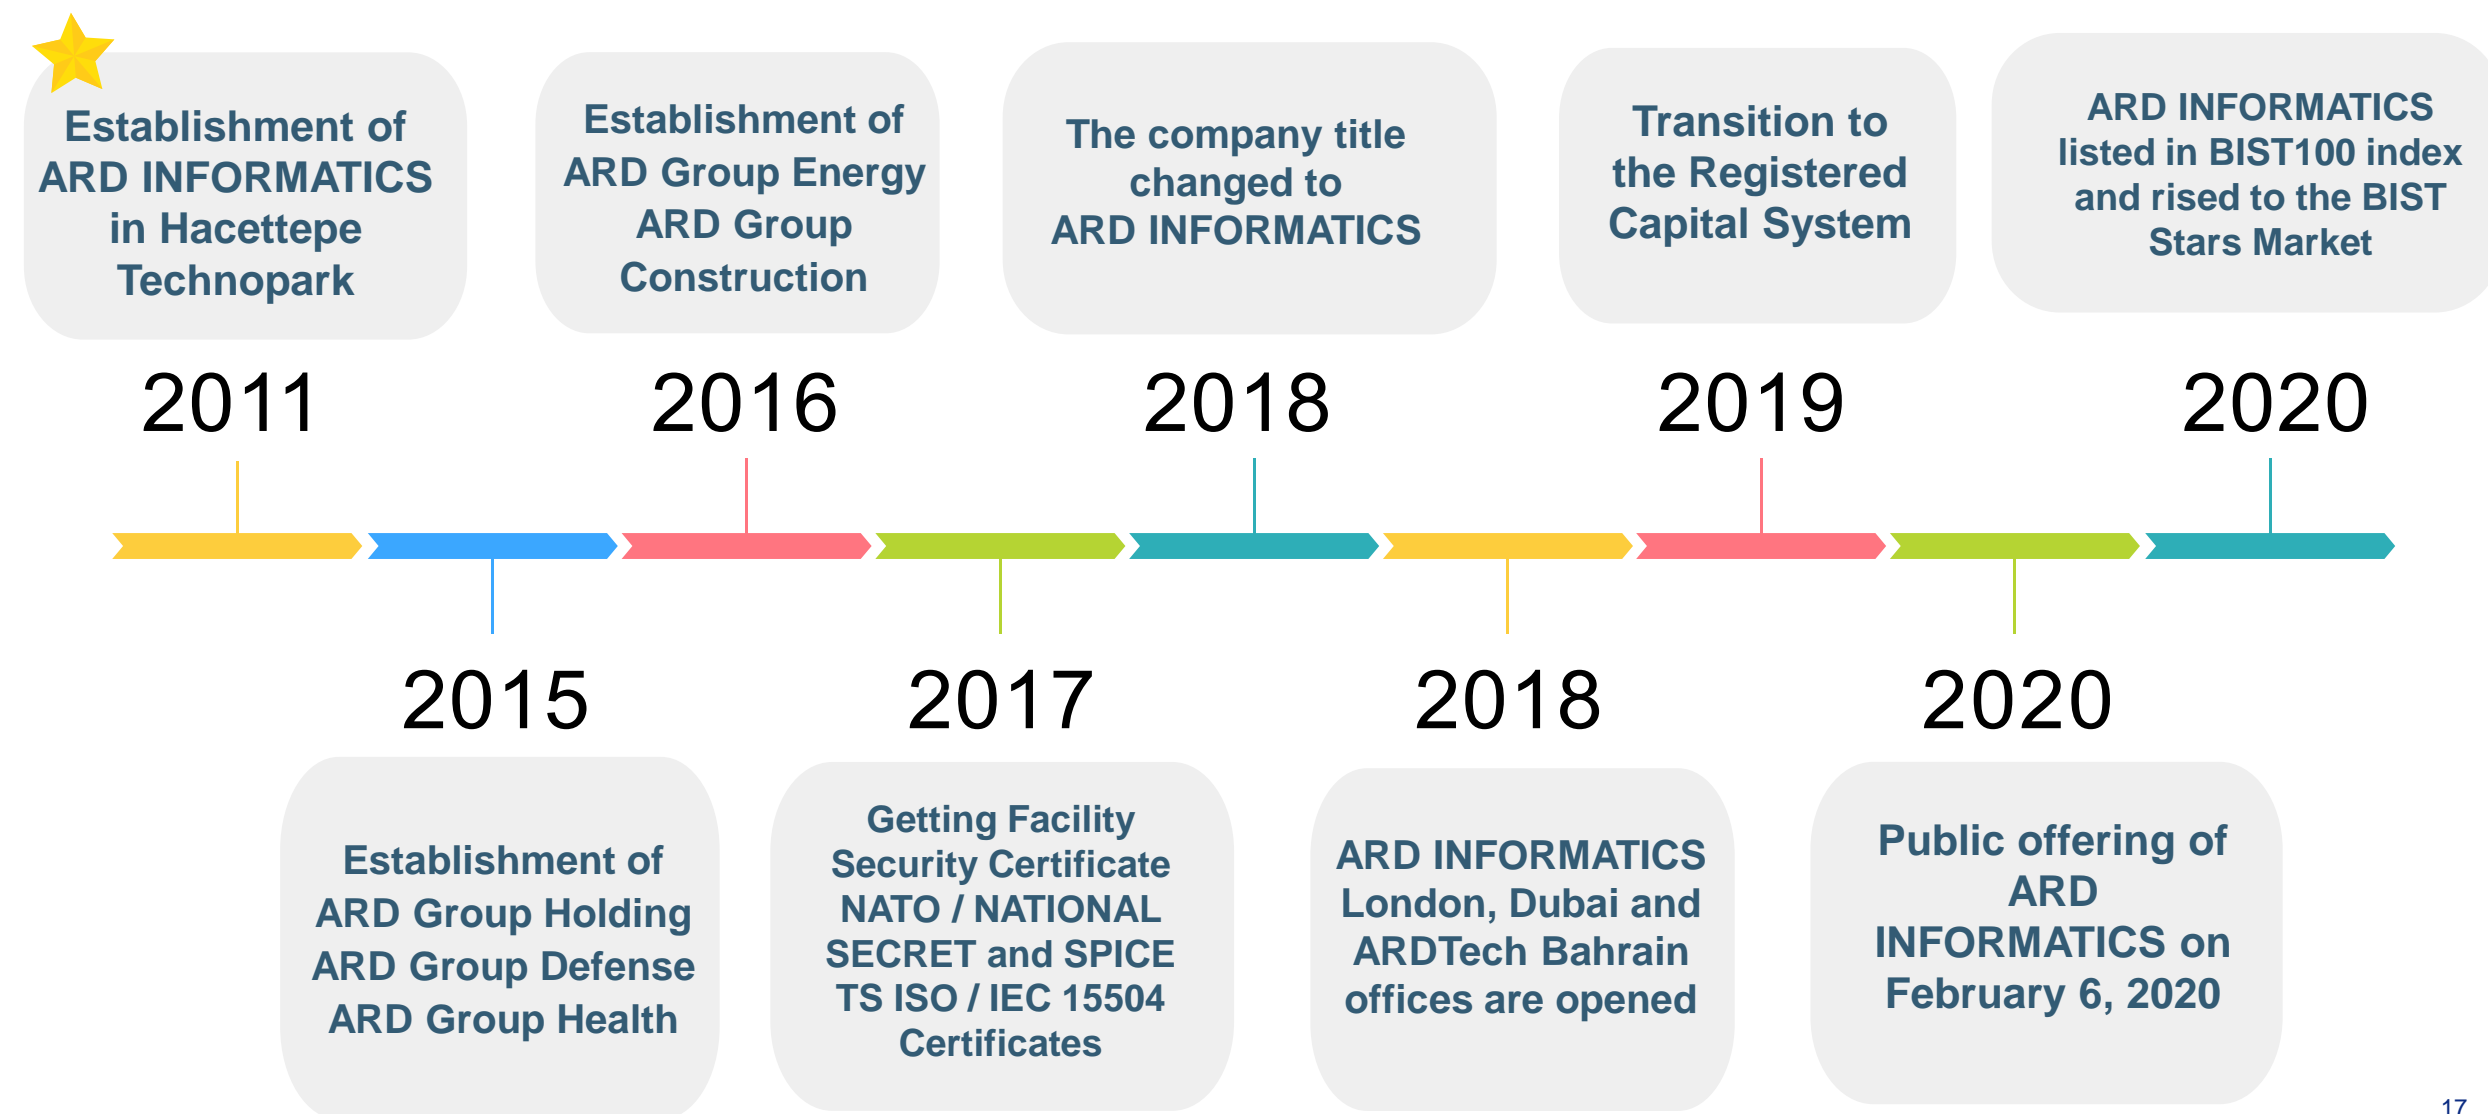 Establishment of
ARD INFORMATICS
in Hacettepe
Technopark
2011
Establishment of
ARD Group Holding
ARD Group Defense
ARD Group Health
2015
Establishment of
ARD Group Energy
ARD Group
Construction
2016
Getting Facility
Security Certificate
NATO / NATIONAL
SECRET and SPICE
TS ISO / IEC 15504
Certificates
2017
The company title
changed to
ARD INFORMATICS
2018
ARD INFORMATICS
London, Dubai and
ARDTech Bahrain
offices are opened
2018
Transition to
the Registered
Capital System
2019
Public offering of
ARD
INFORMATICS on
February 6, 2020
2020
ARD INFORMATICS
listed in BIST100 index
and rised to the BIST
Stars Market
2020
17